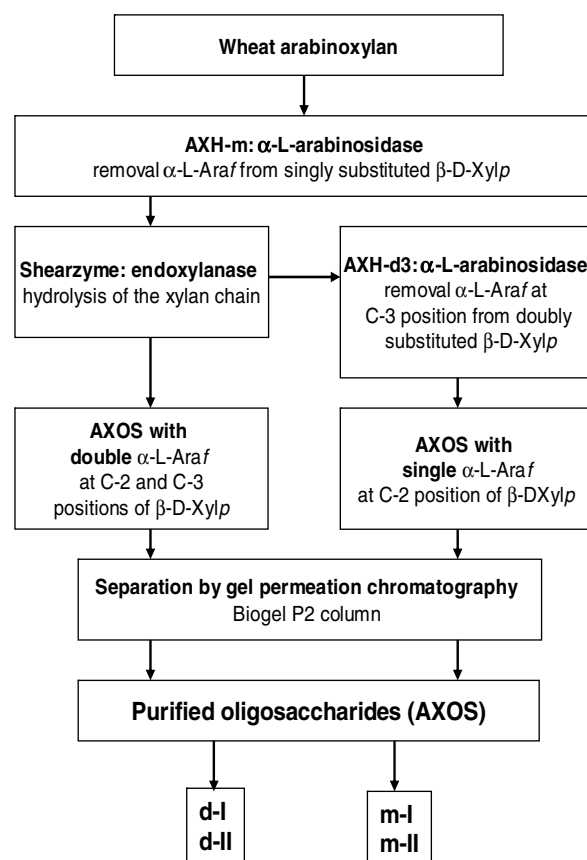 Wheat arabinoxylan
AXH-m: α-L-arabinosidase
removal α-L-Araf from singly substituted β-D-Xylp
Shearzyme: endoxylanase
hydrolysis of the xylan chain
AXH-d3: α-L-arabinosidase
removal α-L-Araf at
C-3 position from doubly
substituted β-D-Xylp
AXOS with
double α-L-Araf
at C-2 and C-3
positions of β-D-Xylp
AXOS with
single α-L-Araf
at C-2 position of β-DXylp
Separation by gel permeation chromatography
Biogel P2 column
Purified oligosaccharides (AXOS)
d-I
d-II
m-I
m-II